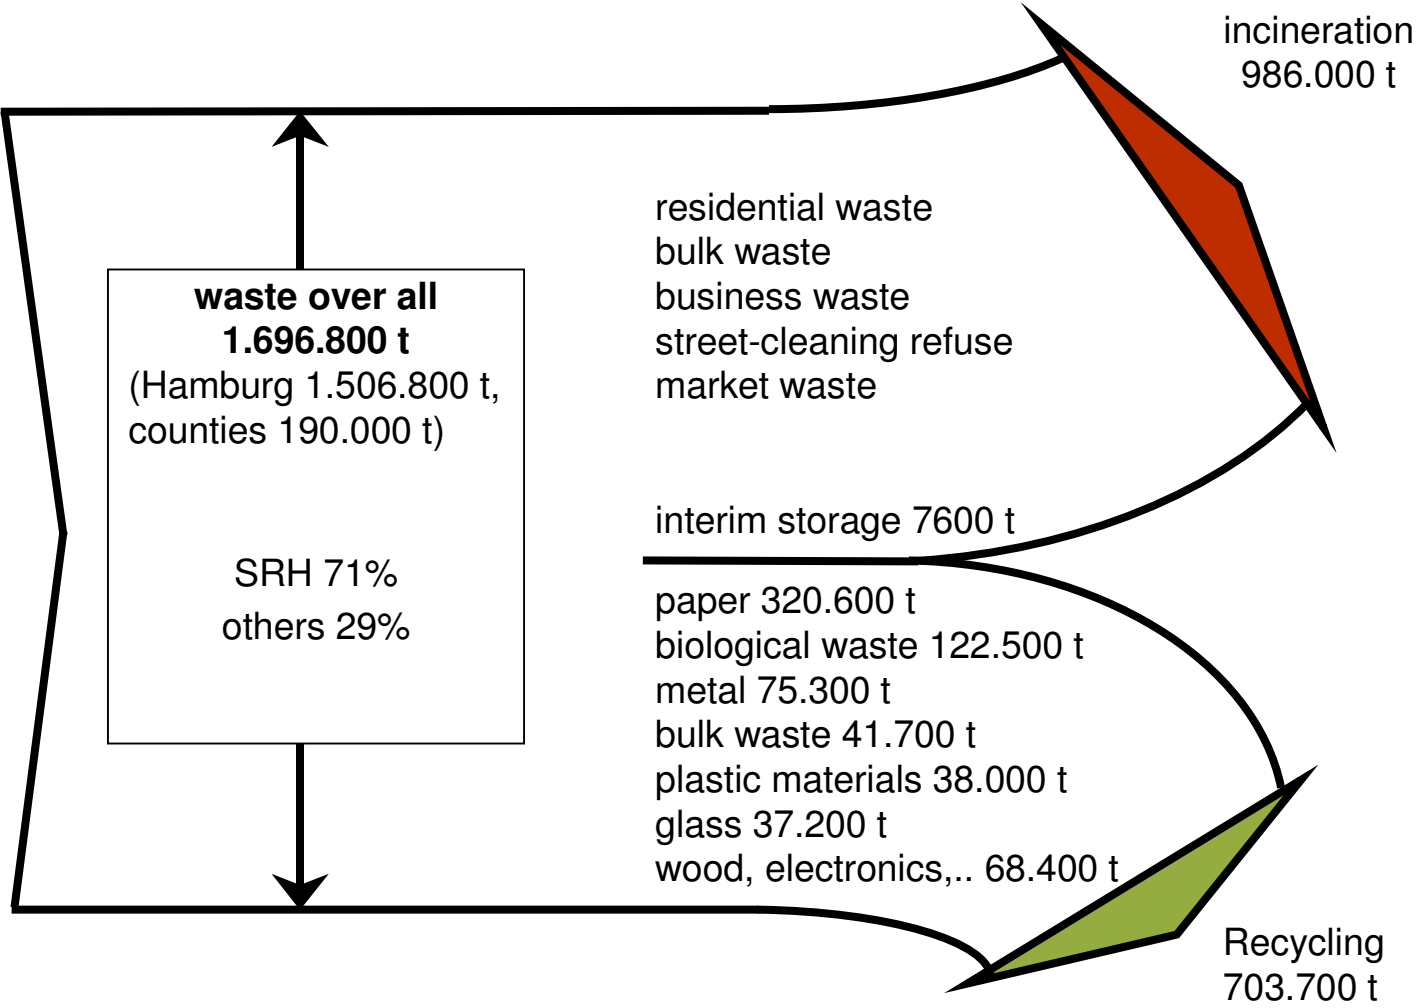 incineration
986.000 t
residential waste
bulk waste
business waste
street-cleaning refuse
market waste
waste over all
1.696.800 t
(Hamburg 1.506.800 t,
counties 190.000 t)
SRH 71%
others 29%
interim storage 7600 t
paper 320.600 t
biological waste 122.500 t
metal 75.300 t
bulk waste 41.700 t
plastic materials 38.000 t
glass 37.200 t
wood, electronics,.. 68.400 t
Recycling
703.700 t